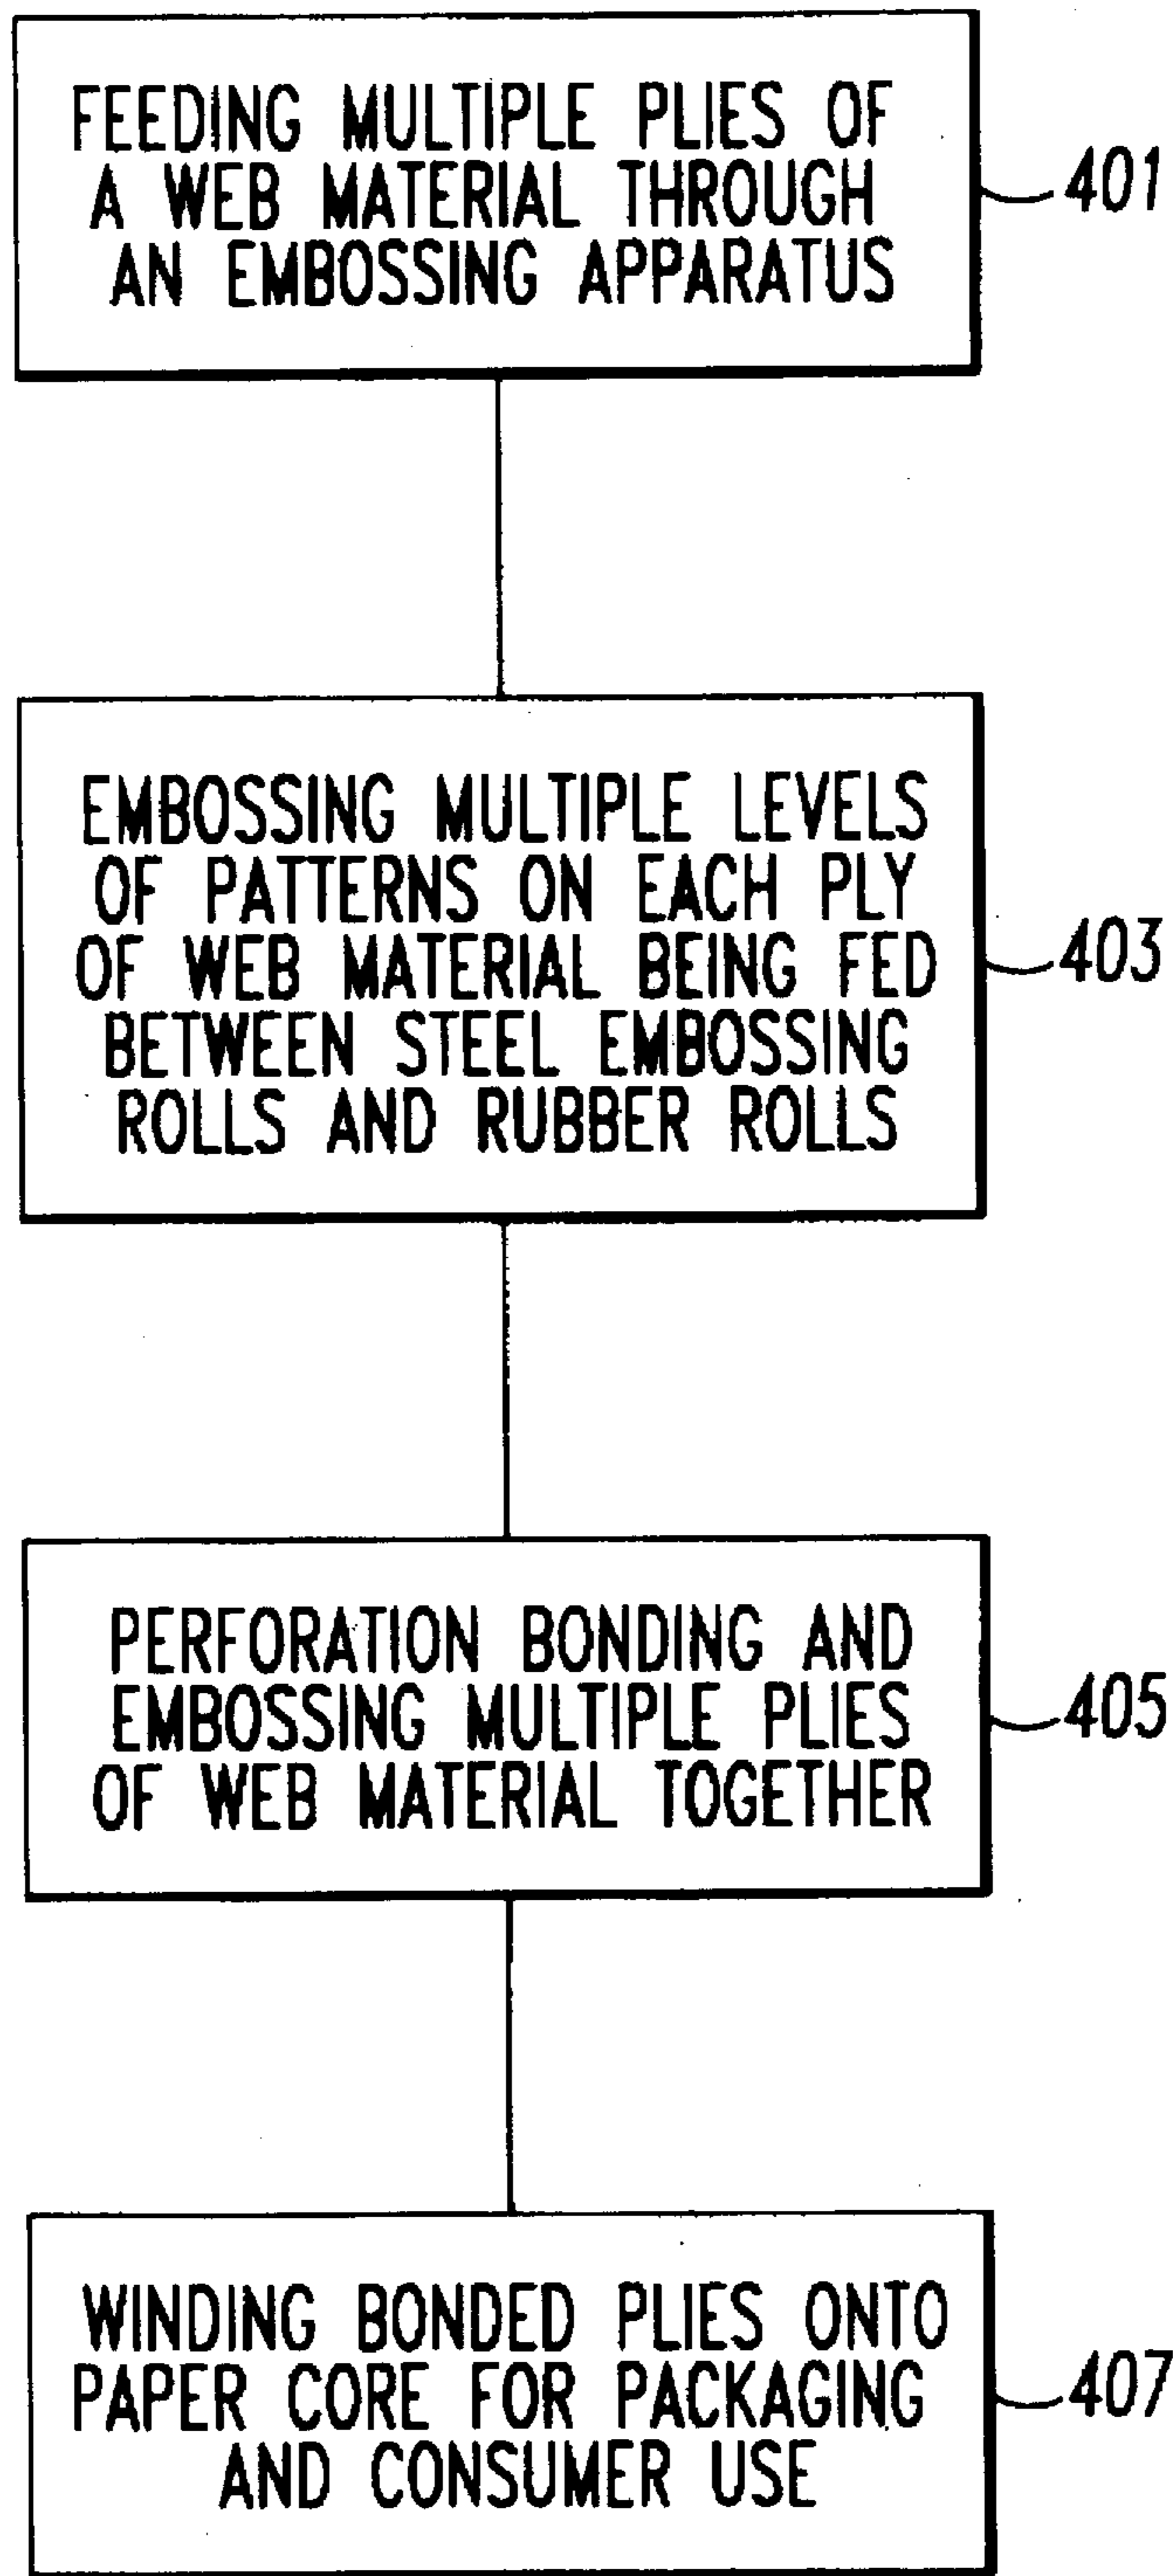 FEEDING MULTIPLE PLIES OF
A WEB MATERIAL THROUGH
AN EMBOSSING APPARATUS
401
EMBOSSING MULTIPLE LEVELS
OF PATTERNS ON EACH PLY
OF WEB MATERIAL BEING FED
BETWEEN STEEL EMBOSSING
ROLLS AND RUBBER ROLLS
403
PERFORATION BONDING AND
EMBOSSING MULTIPLE PLIES
OF WEB MATERIAL TOGETHER
405
WINDING BONDED PLIES ONTO
PAPER CORE FOR PACKAGING
AND CONSUMER USE
407